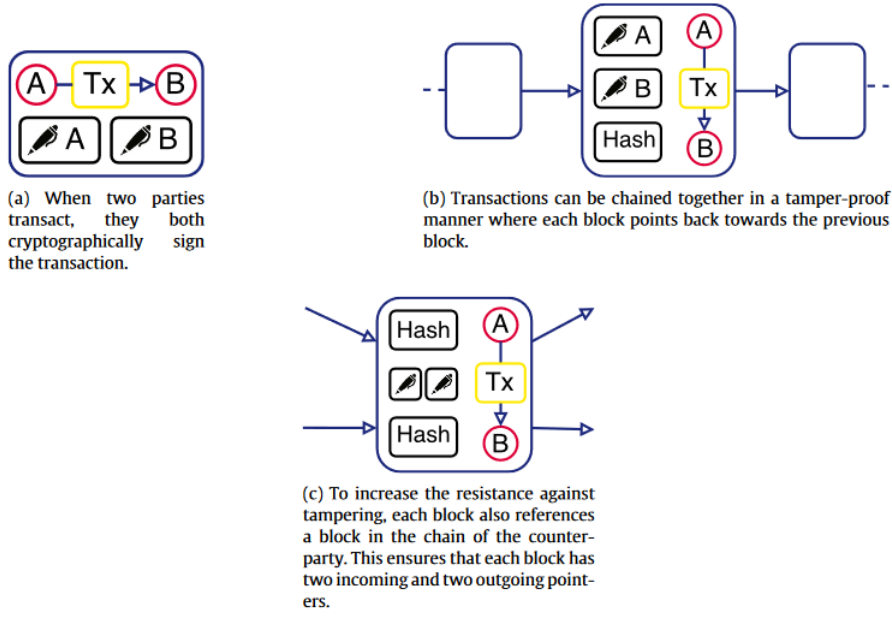 A Tx B
A B
(a) When two parties
transact, they both
cryptographically sign
the transaction.
A A
B Tx
Hash B
(b) Transactions can be chained together in a tamper-proof
manner where each block points back towards the previous
block.
Hash A
Tx
Hash B
(c) To increase the resistance against
tampering, each block also references
a block in the chain of the counter-
party. This ensures that each block has
two incoming and two outgoing point-
ers.